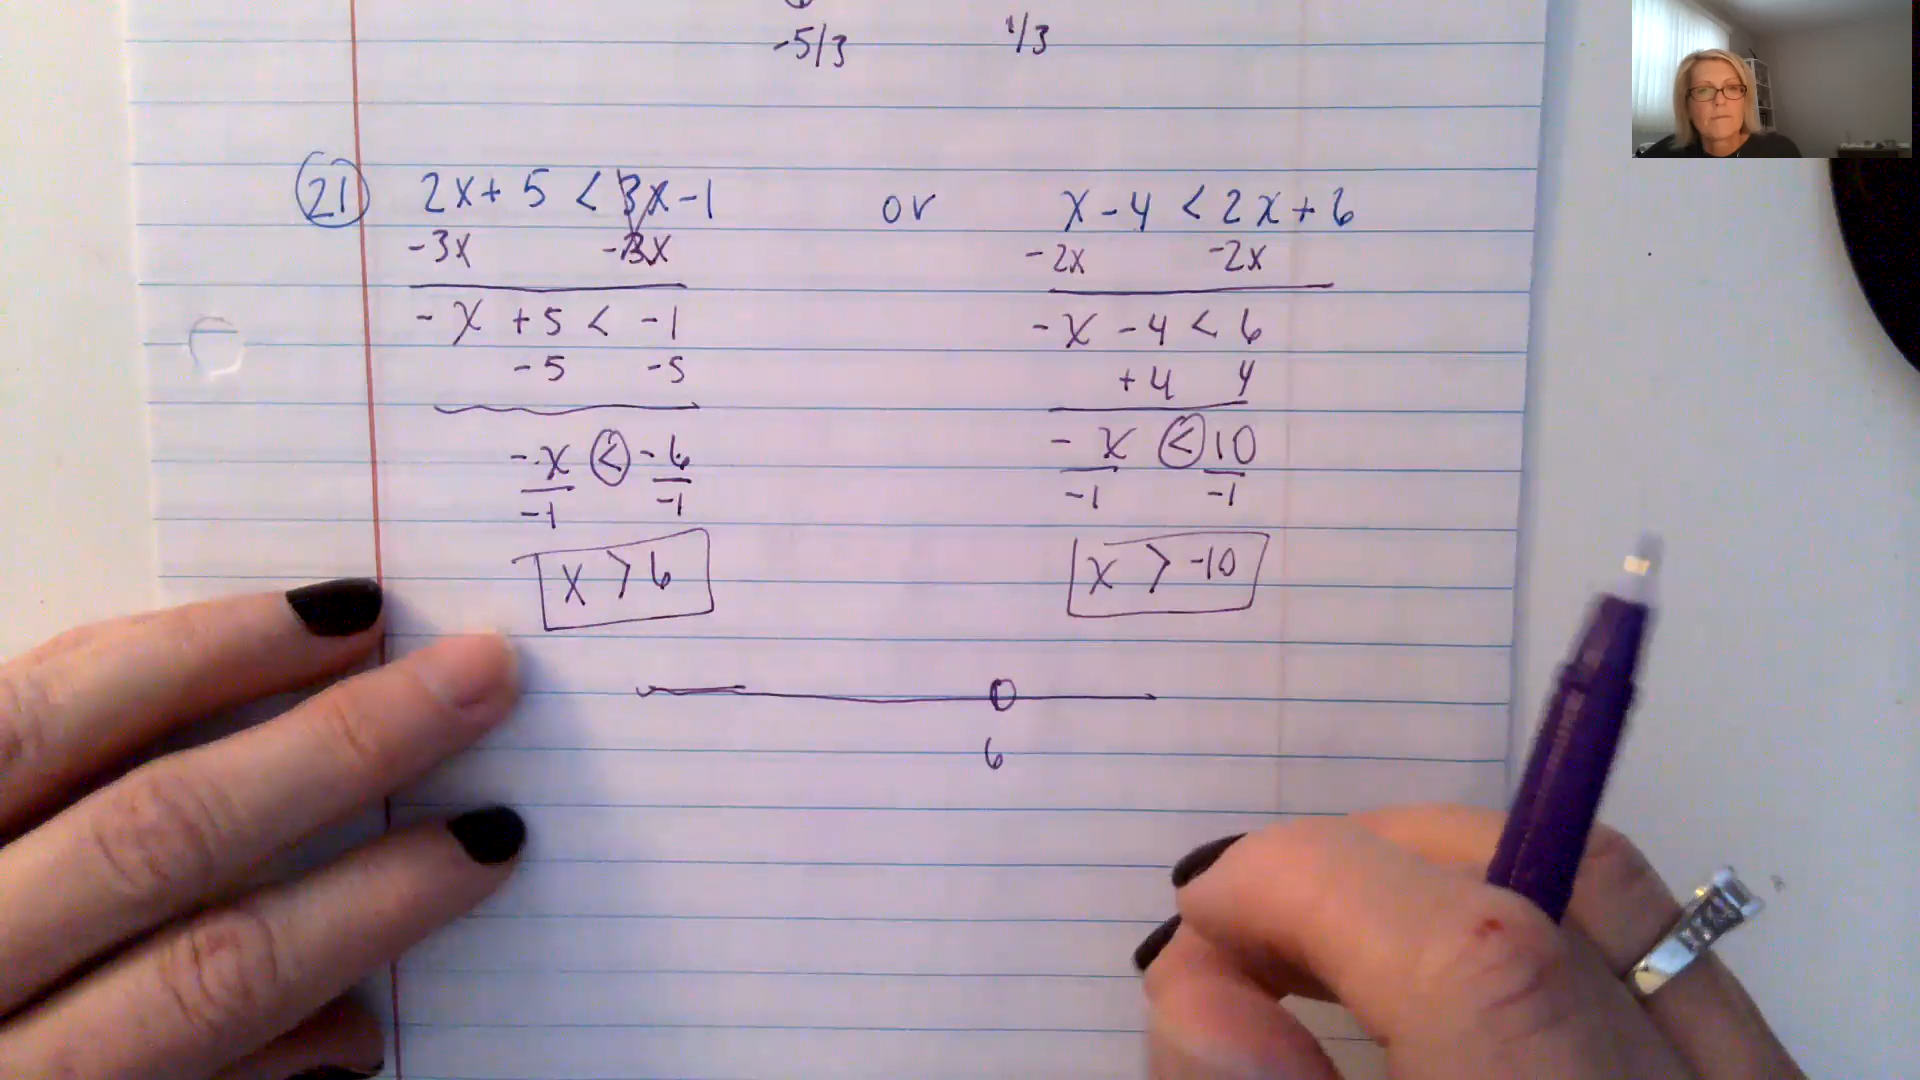 -5/3 1/3
21 2x + 5 < 3x - 1 or x - 4 < 2x + 6
-3x -3x -2x -2x
- x + 5 < -1 - x - 4 < 6
- 5 -5 + 4 4
- x < - 6 - x < 10
-1 -1 -1 -1
x > 6 x > -10
6